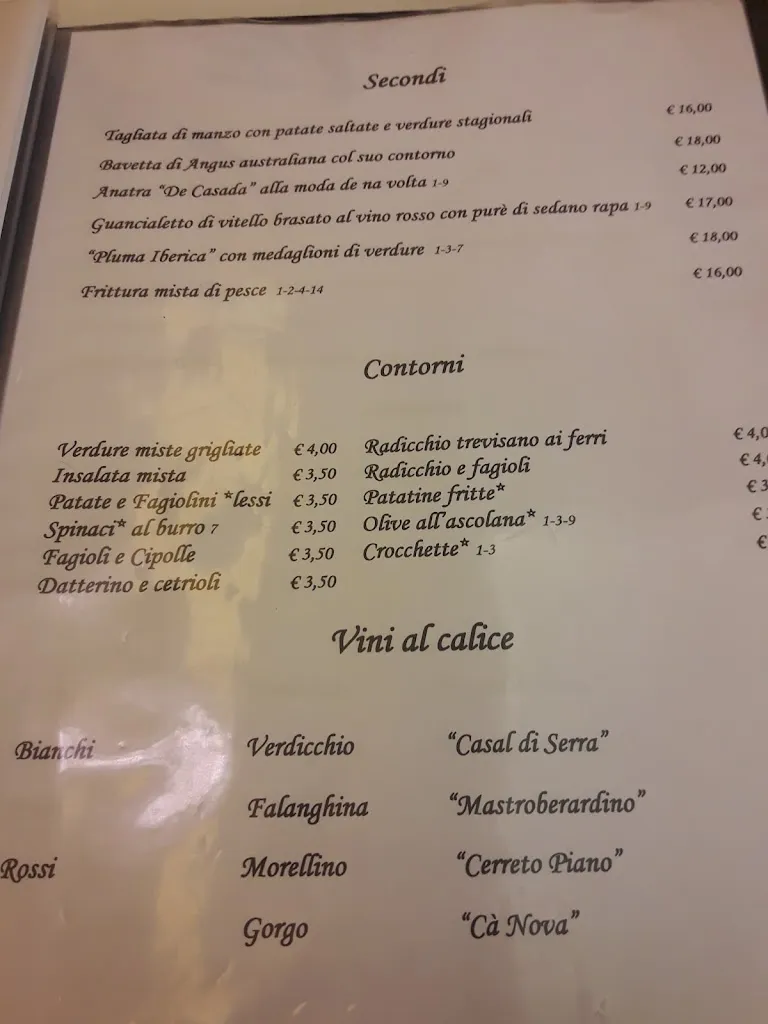 Secondi
Tagliata di manzo con patate saltate e verdure stagionali € 16,00
Bavetta di Angus australiana col suo contorno € 18,00
Anatra "De Casada" alla moda de na volta 1-9 € 12,00
Guancialetto di vitello brasato al vino rosso con purè di sedano rapa 1-9 € 17,00
"Pluma Iberica" con medaglioni di verdure 1-3-7 € 18,00
Frittura mista di pesce 1-2-4-14 € 16,00
Contorni
Verdure miste grigliate € 4,00 Radicchio trevisano ai ferri € 4,0
Insalata mista € 3,50 Radicchio e fagioli € 4,
Patate e Fagiolini *lessi € 3,50 Patatine fritte* € 3
Spinaci* al burro 7 € 3,50 Olive all'ascolana* 1-3-9 €
Fagioli e Cipolle € 3,50 Crocchette* 1-3 €
Datterino e cetrioli € 3,50
Vini al calice
Bianchi Verdicchio "Casal di Serra"
Falanghina "Mastroberardino"
Rossi Morellino "Cerreto Piano"
Gorgo "Cà Nova"